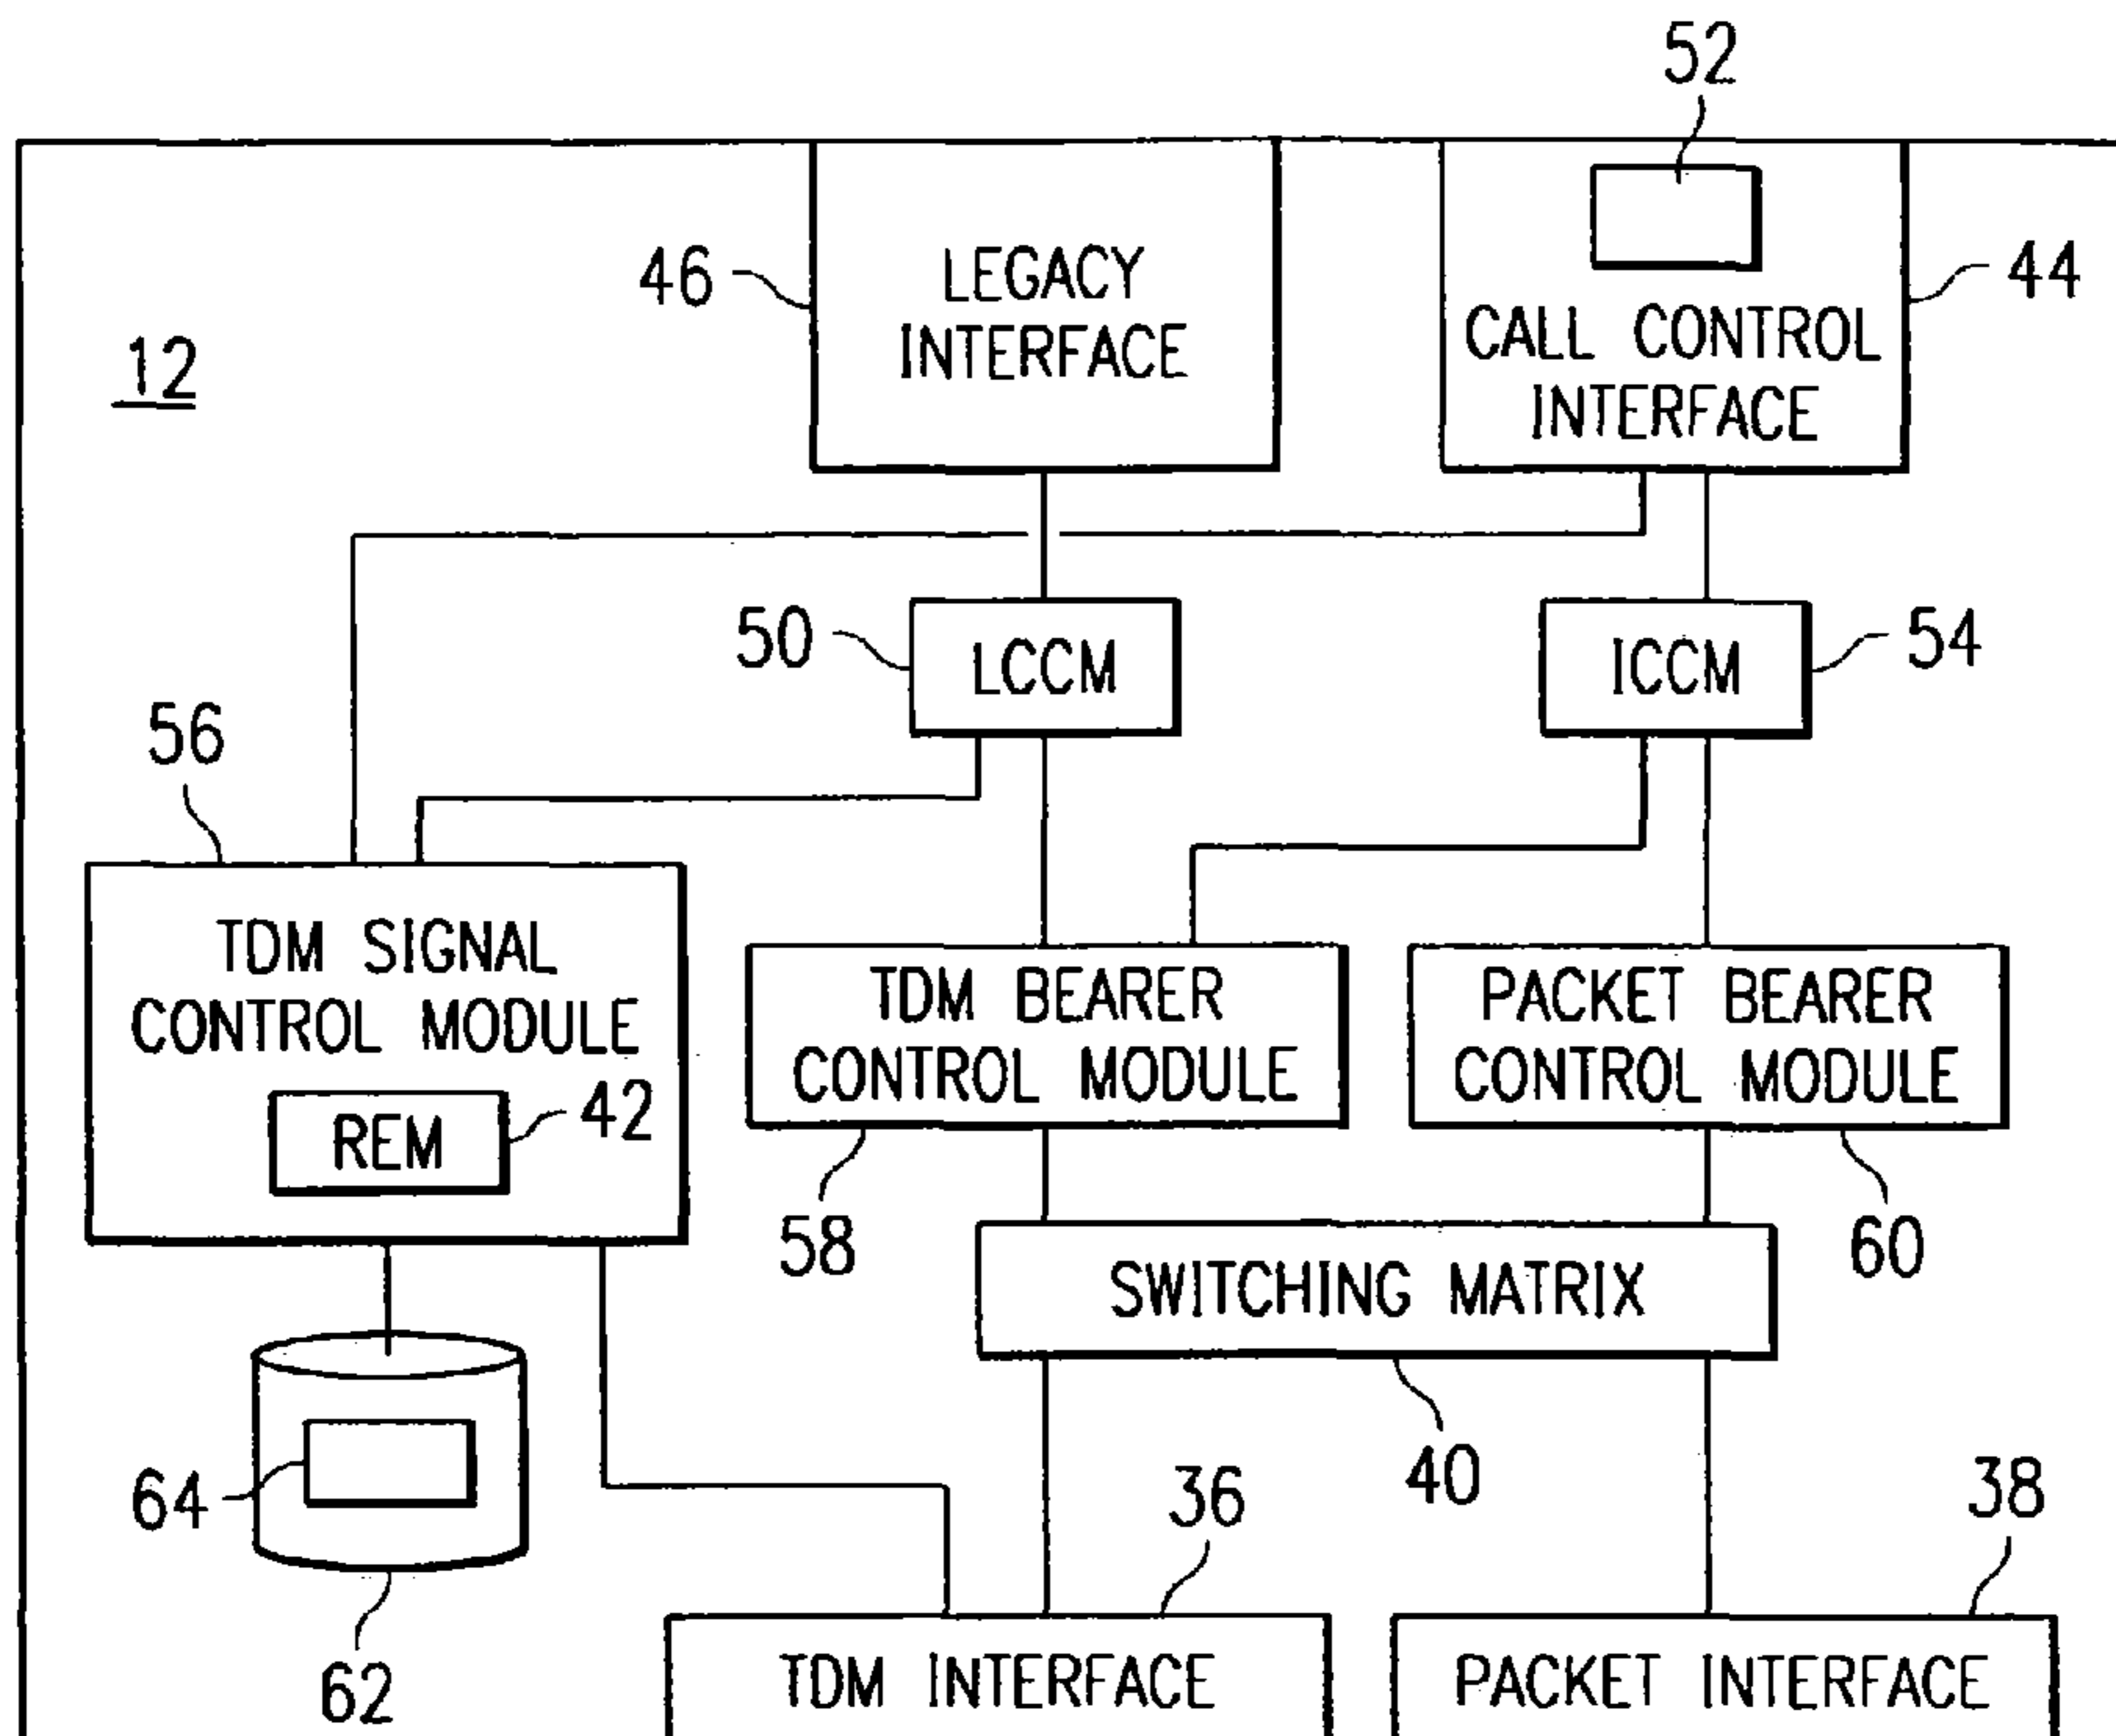 52
46
LEGACY
INTERFACE
CALL CONTROL
INTERFACE
44
12
50
LCCM
ICCM
54
56
TDM SIGNAL
CONTROL MODULE
REM
42
TDM BEARER
CONTROL MODULE
PACKET BEARER
CONTROL MODULE
58
60
SWITCHING MATRIX
40
64
62
36
38
TDM INTERFACE
PACKET INTERFACE